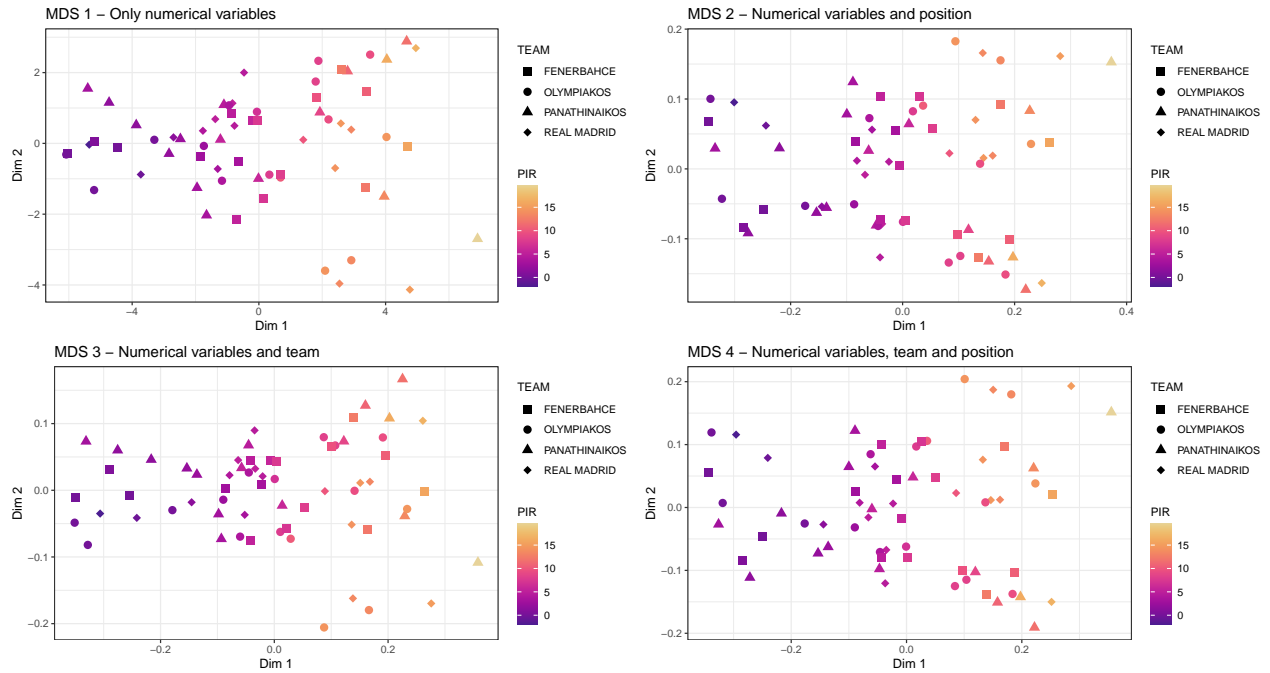 MDS 1 − Only numerical variables
2
0
−2
−4
Dim 2
−4
0
4
Dim 1
TEAM
FENERBAHCE
OLYMPIAKOS
PANATHINAIKOS
REAL MADRID
PIR
15
10
5
0
MDS 2 − Numerical variables and position
0.2
0.1
0.0
−0.1
Dim 2
−0.2
0.0
0.2
0.4
Dim 1
TEAM
FENERBAHCE
OLYMPIAKOS
PANATHINAIKOS
REAL MADRID
PIR
15
10
5
0
MDS 3 − Numerical variables and team
0.1
0.0
−0.1
−0.2
Dim 2
−0.2
0.0
0.2
Dim 1
TEAM
FENERBAHCE
OLYMPIAKOS
PANATHINAIKOS
REAL MADRID
PIR
15
10
5
0
MDS 4 − Numerical variables, team and position
0.2
0.1
0.0
−0.1
−0.2
Dim 2
−0.2
0.0
0.2
Dim 1
TEAM
FENERBAHCE
OLYMPIAKOS
PANATHINAIKOS
REAL MADRID
PIR
15
10
5
0